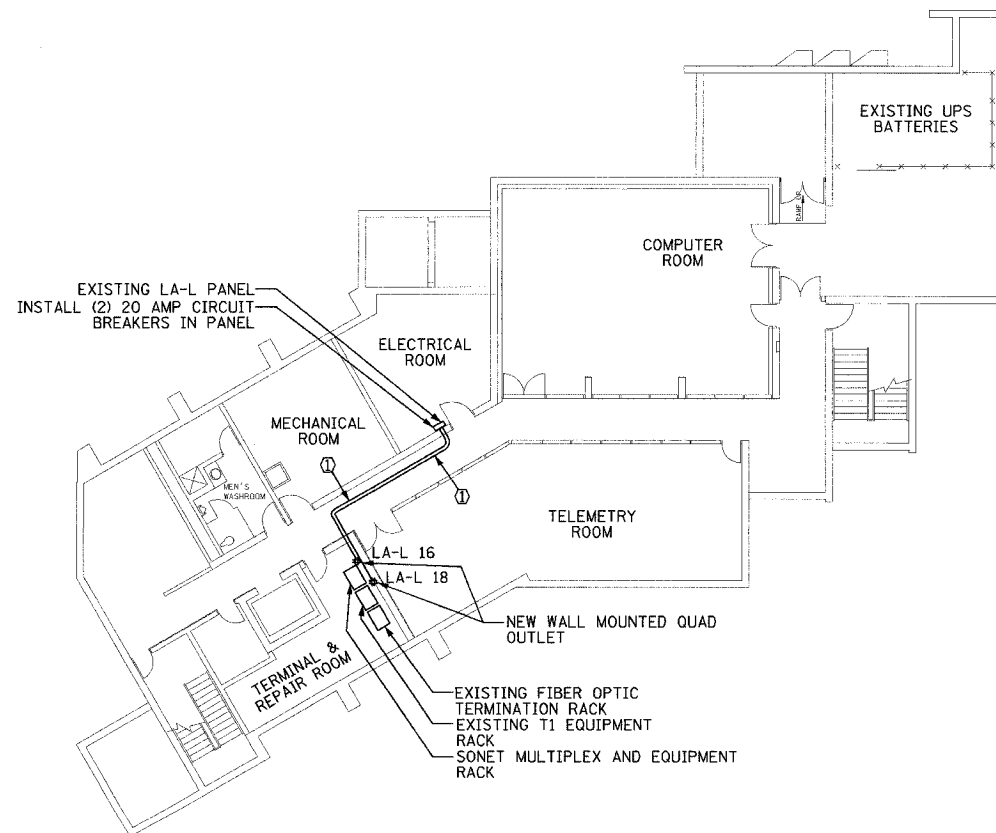 EXISTING UPS
BATTERIES
RAMP UP
COMPUTER
ROOM
EXISTING LA-L PANEL
INSTALL (2) 20 AMP CIRCUIT
BREAKERS IN PANEL
ELECTRICAL
ROOM
MECHANICAL
ROOM
1
1
MEN'S
WASHROOM
TELEMETRY
ROOM
LA-L 16
LA-L 18
NEW WALL MOUNTED QUAD
OUTLET
TERMINAL &
REPAIR ROOM
EXISTING FIBER OPTIC
TERMINATION RACK
EXISTING T1 EQUIPMENT
RACK
SONET MULTIPLEX AND EQUIPMENT
RACK